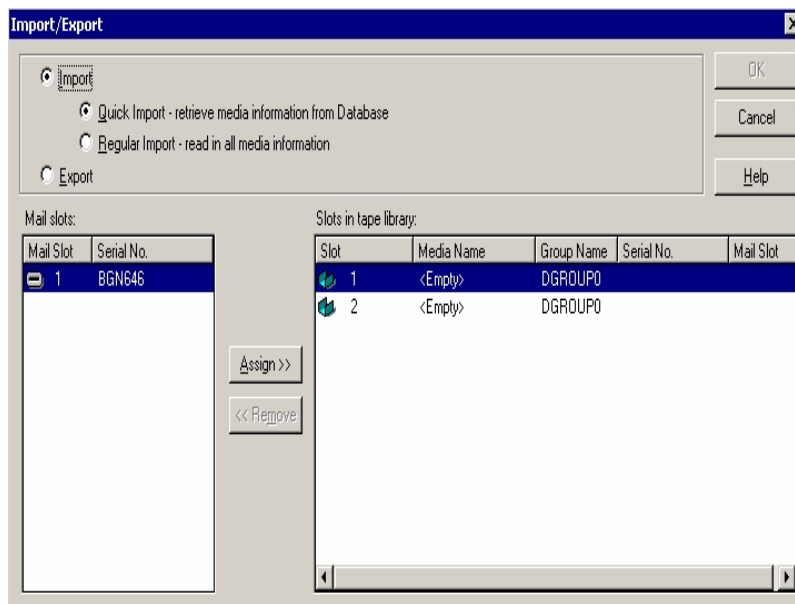 Import/Export
Import
Quick Import - retrieve media information from Database
Regular Import - read in all media information
Export
OK
Cancel
Help
Mail slots:
Mail Slot Serial No.
1 BGN646
Assign >>
<< Remove
Slots in tape library:
Slot Media Name Group Name Serial No. Mail Slot
1 <Empty> DGROUP0
2 <Empty> DGROUP0